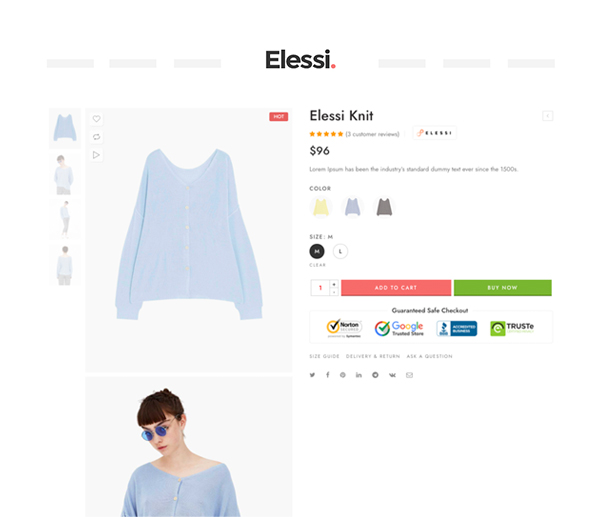 Elessi.
HOT
Elessi Knit
(3 customer reviews)
ELESSI
$96
Lorem Ipsum has been the industry's standard dummy text ever since the 1500s
COLOR
SIZE: M
M L
CLEAR
1 + - ADD TO CART BUY NOW
Guaranteed Safe Checkout
Norton
SECURED
powered by Symantec
Google
Trusted Store
BBB
ACCREDITED
BUSINESS
TRUSTe
SIZE GUIDE DELIVERY & RETURN ASK A QUESTION